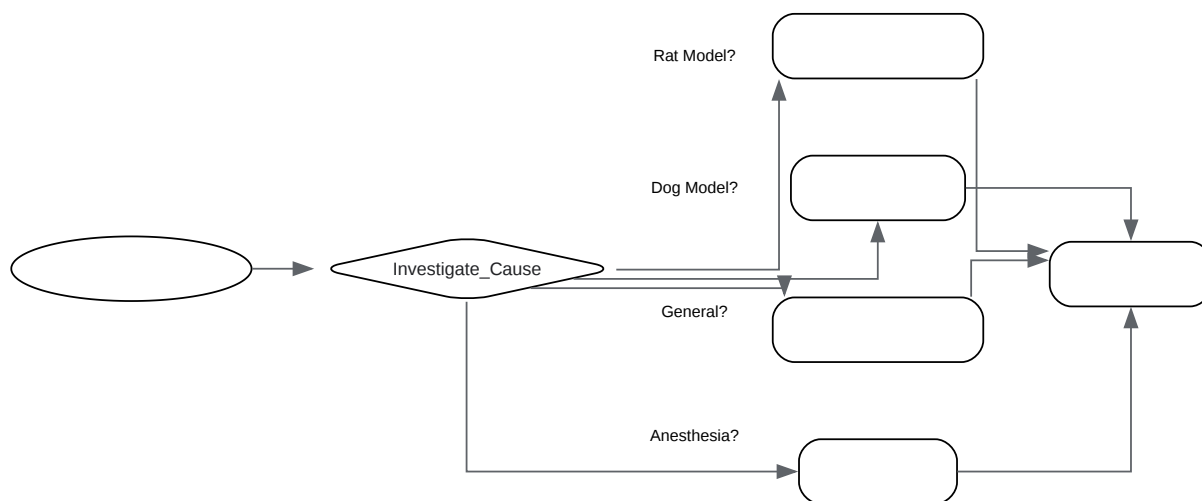 Rat Model?
Dog Model?
Investigate_Cause
General?
Anesthesia?